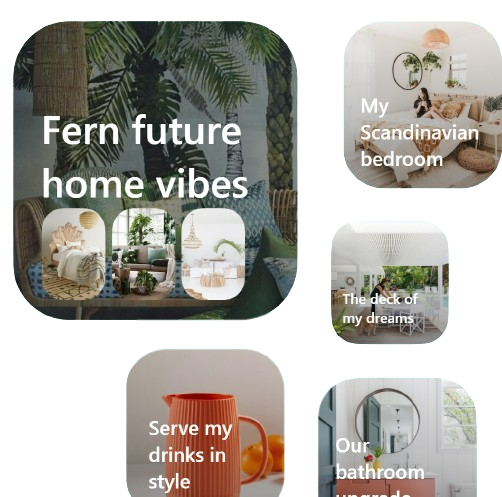 Fern future
home vibes
My
Scandinavian
bedroom
The deck of
my dreams
Serve my
drinks in
style
Our
bathroom
upgrade